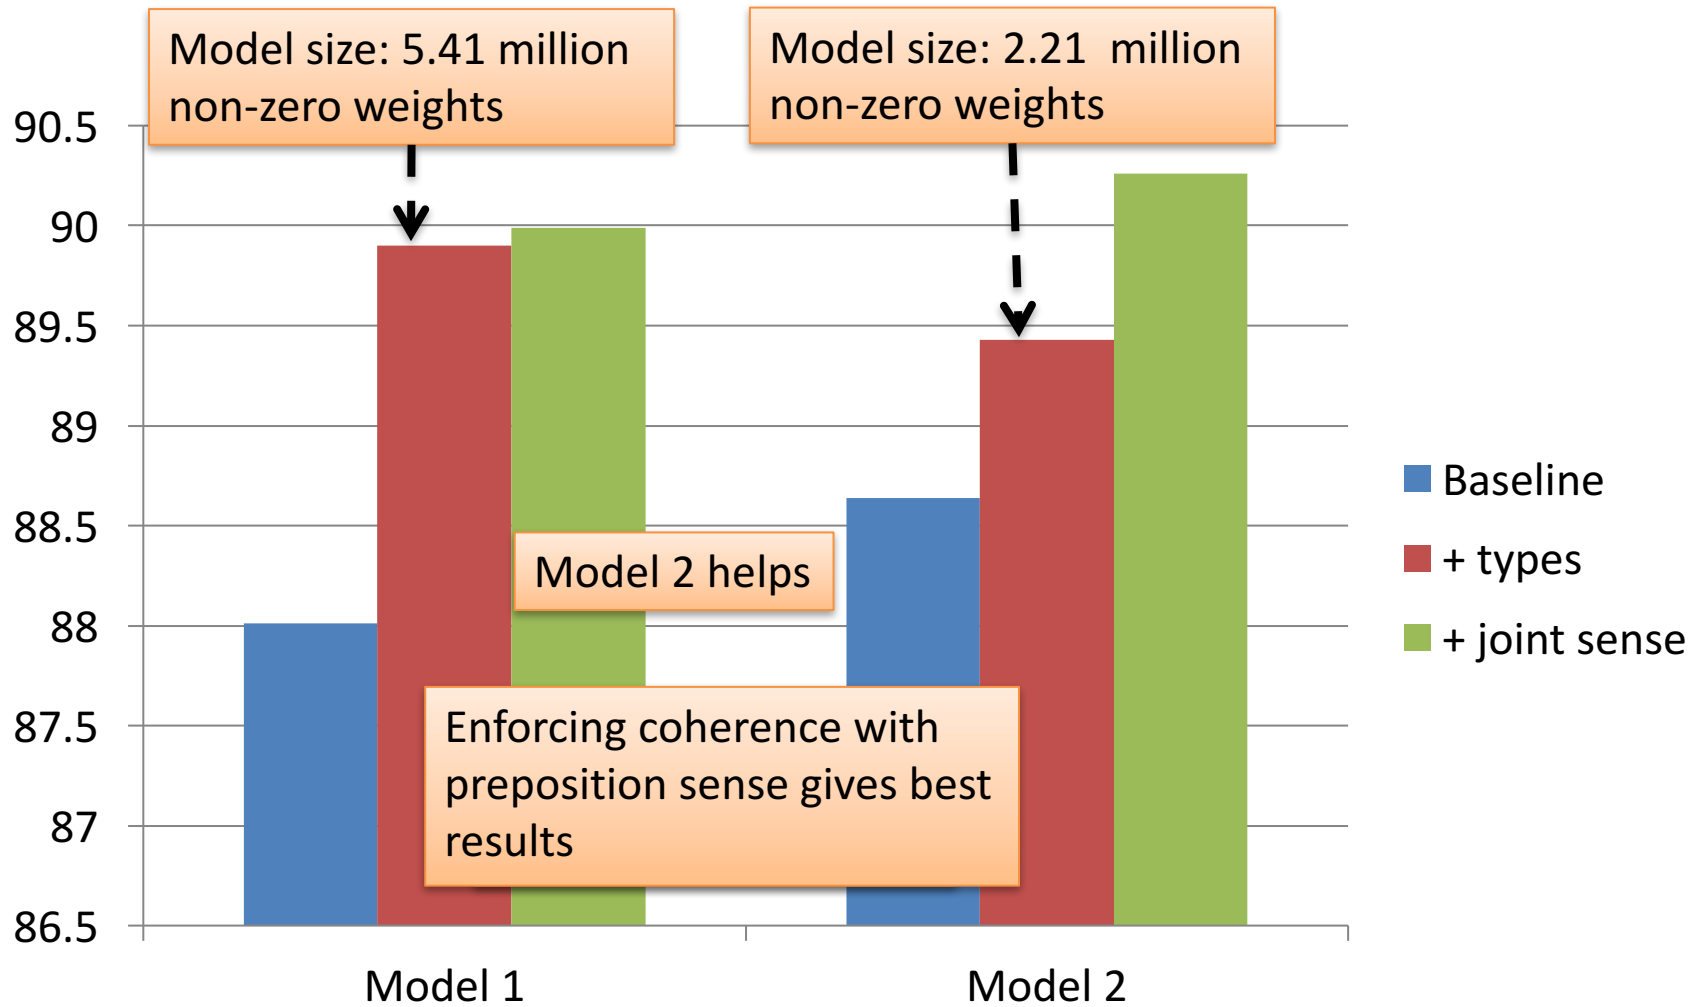 Model size: 5.41 million
non-zero weights
Model size: 2.21 million
non-zero weights
90.5
90
89.5
89
88.5
88
87.5
87
86.5
Model 2 helps
Enforcing coherence with
preposition sense gives best
results
Baseline
+ types
+ joint sense
Model 1
Model 2